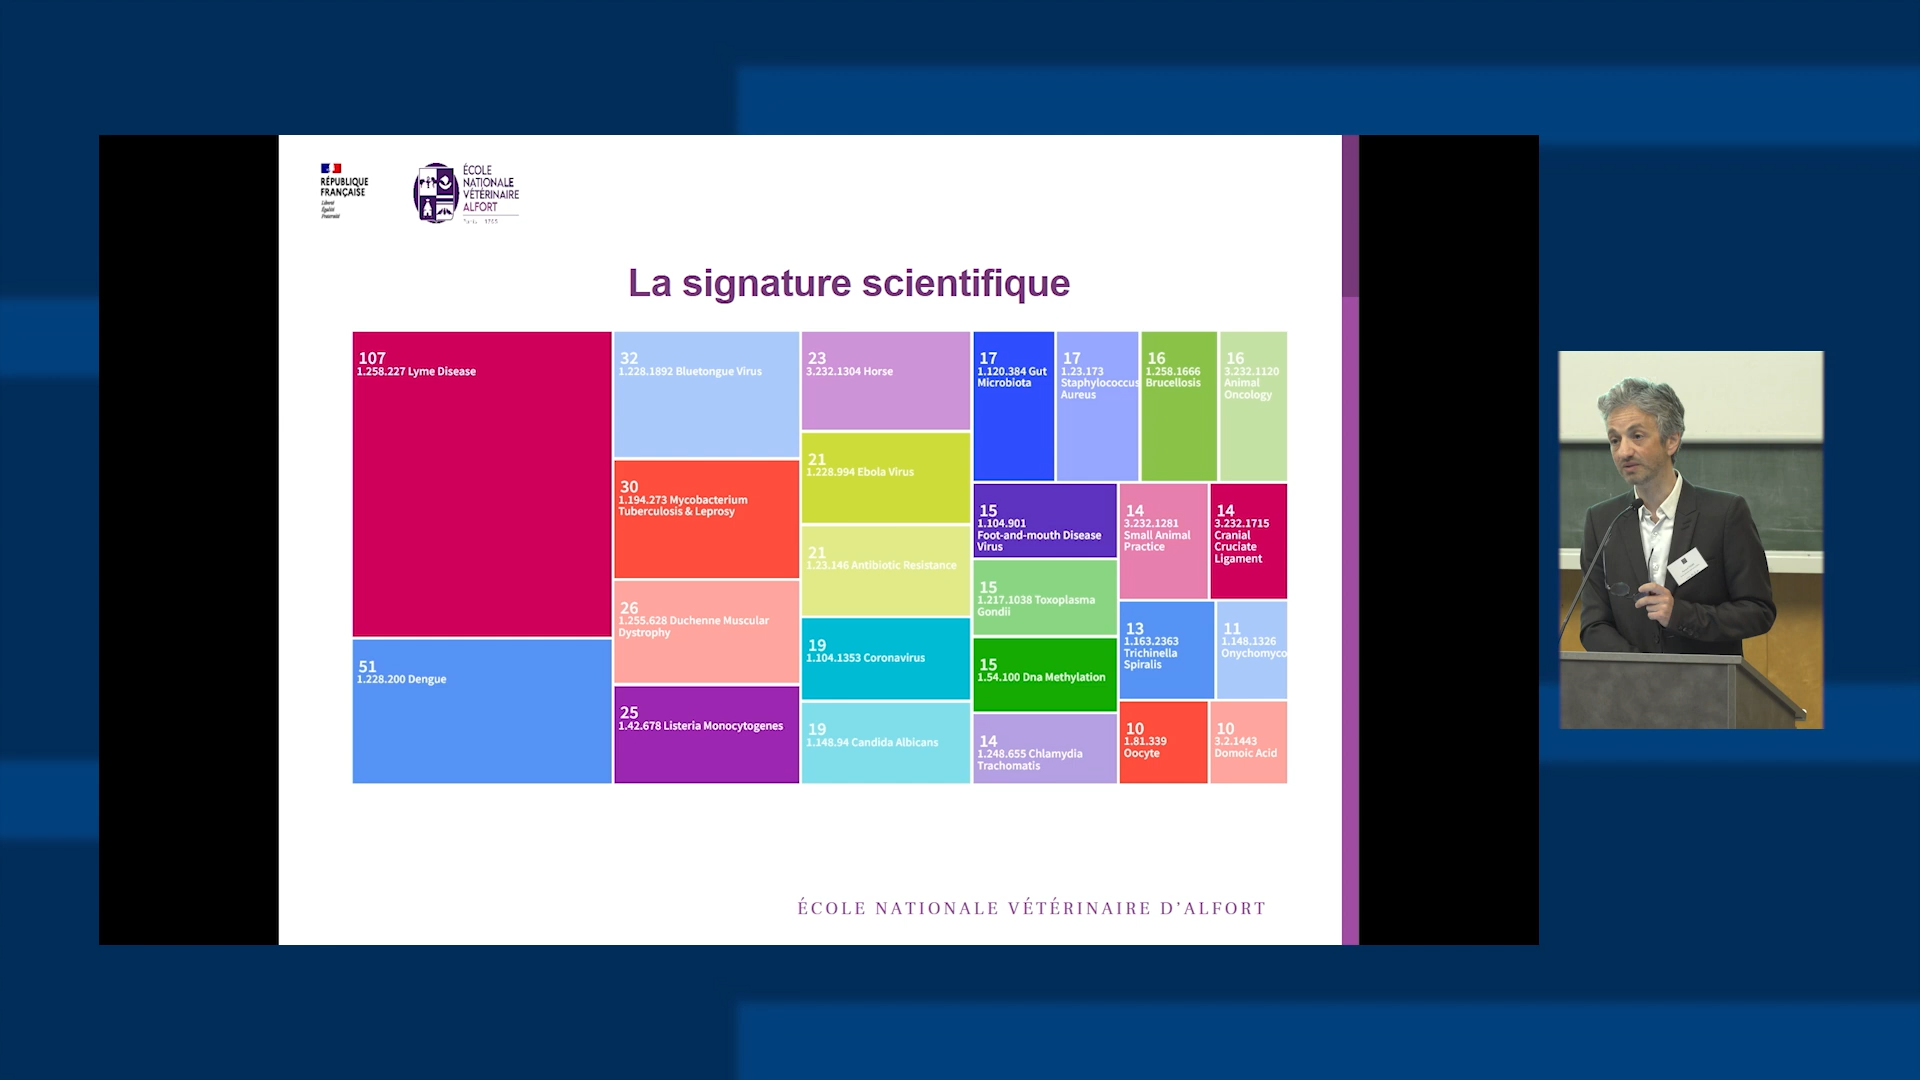 RÉPUBLIQUE
FRANÇAISE
Liberté
Égalité
Fraternité
ÉCOLE
NATIONALE
VÉTÉRINAIRE
ALFORT
La signature scientifique
107
1.258.227 Lyme Disease
51
1.228.200 Dengue
32
1.228.1892 Bluetongue Virus
30
1.194.273 Mycobacterium
Tuberculosis & Leprosy
26
1.255.628 Duchenne Muscular
Dystrophy
25
1.42.678 Listeria Monocytogenes
23
3.232.1304 Horse
21
1.228.994 Ebola Virus
21
1.23.146 Antibiotic Resistance
19
1.104.1353 Coronavirus
19
1.148.94 Candida Albicans
17
1.120.384 Gut
Microbiota
17
1.23.173
Staphylococcus
Aureus
16
1.258.1666
Brucellosis
16
3.232.1120
Animal
Oncology
15
1.104.901
Foot-and-mouth Disease
Virus
15
1.217.1038 Toxoplasma
Gondii
15
1.54.100 Dna Methylation
14
1.248.655 Chlamydia
Trachomatis
14
3.232.1281
Small Animal
Practice
14
3.232.1715
Cranial
Cruciate
Ligament
13
1.163.2363
Trichinella
Spiralis
11
1.148.1326
Onychomyco
10
1.81.339
Oocyte
10
3.2.1443
Domoic Acid
ÉCOLE NATIONALE VÉTÉRINAIRE D'ALFORT